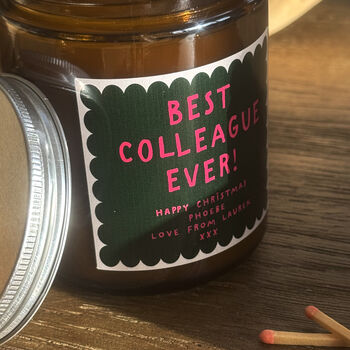 BEST
COLLEAGUE
EVER!
HAPPY CHRISTMAS
PHOEBE
LOVE FROM LAUREN
XXX